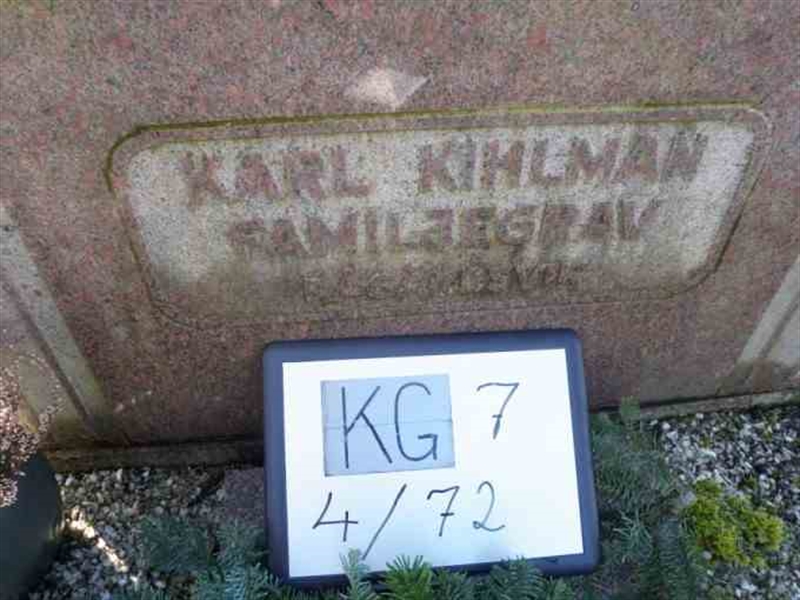 KARL KIHLMAN
FAMILJEGRAV
KG 7
4/72